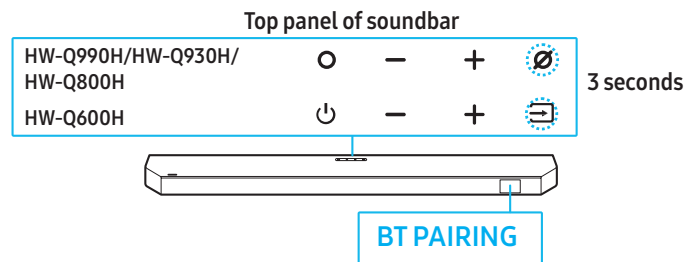 Top panel of soundbar
HW-Q990H/HW-Q930H/
HW-Q800H
3 seconds
HW-Q600H
BT PAIRING